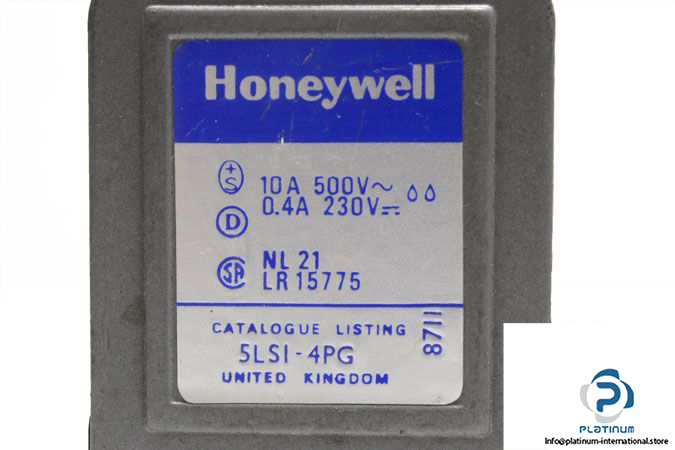 Honeywell
+
S
10A 500V~
D
0.4A 230V⎓
SA
NL 21
LR 15775
CATALOGUE LISTING
8711
5LS1-4PG
UNITED KINGDOM
P
PLATINUM
Info@platinum-international.store